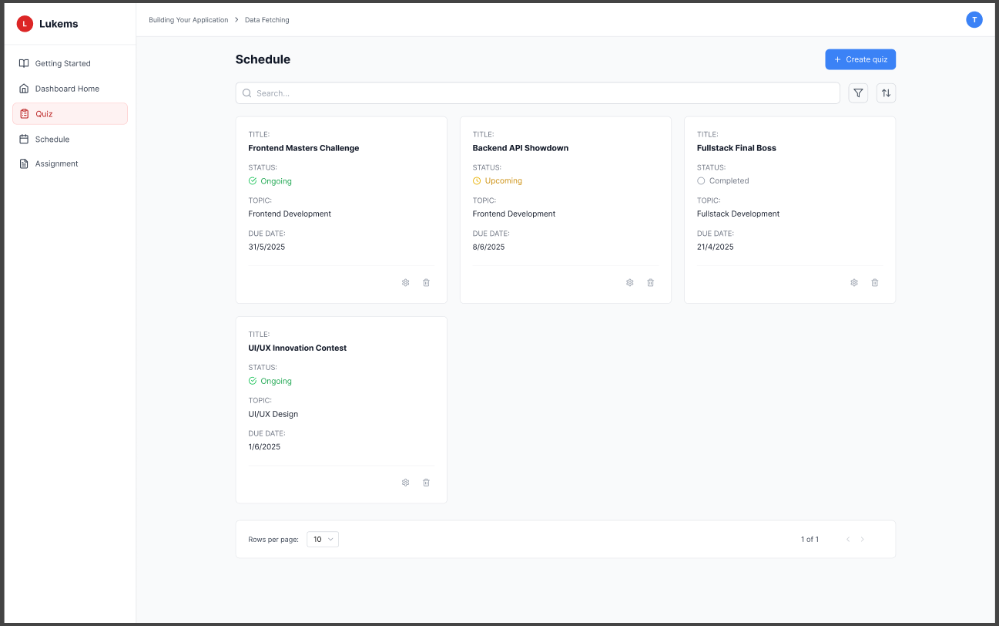 L Lukems
Building Your Application > Data Fetching
T
Getting Started
Dashboard Home
Quiz
Schedule
Assignment
Schedule
+ Create quiz
Search...
TITLE:
Frontend Masters Challenge
STATUS:
Ongoing
TOPIC:
Frontend Development
DUE DATE:
31/5/2025
TITLE:
Backend API Showdown
STATUS:
Upcoming
TOPIC:
Frontend Development
DUE DATE:
8/6/2025
TITLE:
Fullstack Final Boss
STATUS:
Completed
TOPIC:
Fullstack Development
DUE DATE:
21/4/2025
TITLE:
UI/UX Innovation Contest
STATUS:
Ongoing
TOPIC:
UI/UX Design
DUE DATE:
1/6/2025
Rows per page: 10
1 of 1